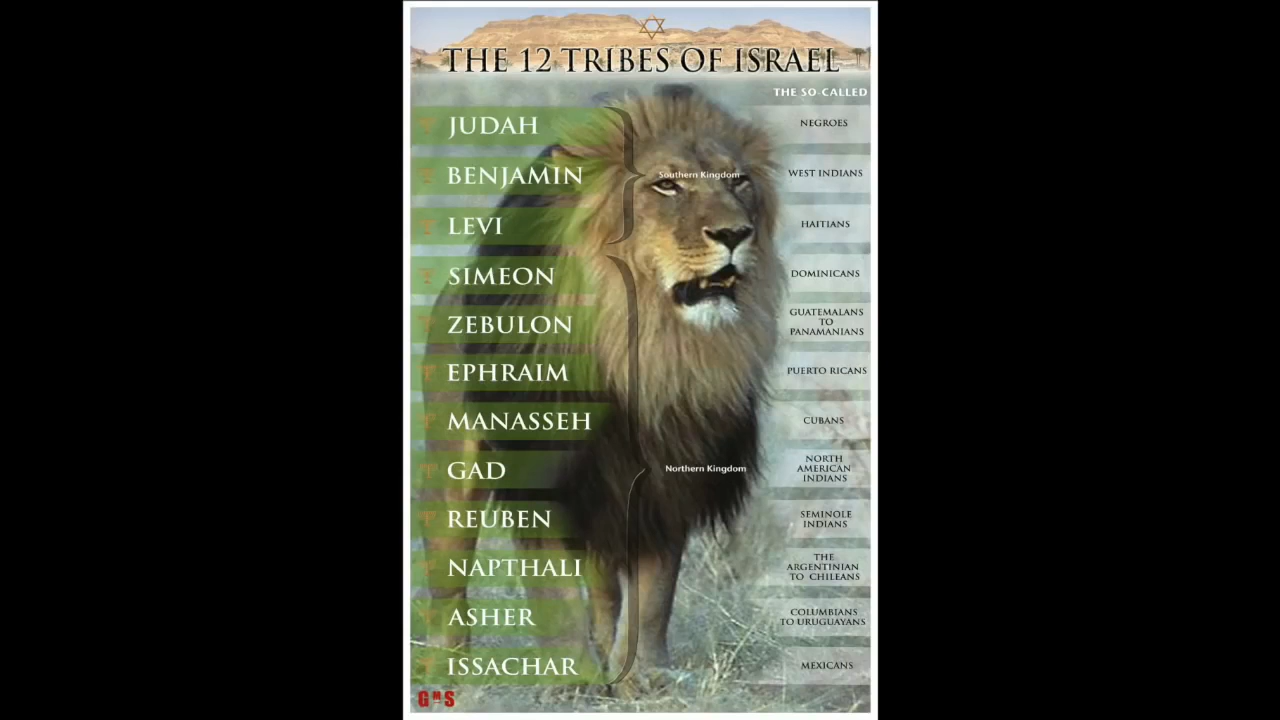 THE 12 TRIBES OF ISRAEL
THE SO-CALLED
JUDAH
NEGROES
BENJAMIN
Southern Kingdom
WEST INDIANS
LEVI
HAITIANS
SIMEON
DOMINICANS
ZEBULON
GUATEMALANS
TO
PANAMANIANS
EPHRAIM
PUERTO RICANS
MANASSEH
CUBANS
GAD
Northern Kingdom
NORTH
AMERICAN
INDIANS
REUBEN
SEMINOLE
INDIANS
NAPTHALI
THE
ARGENTINIAN
TO CHILEANS
ASHER
COLUMBIANS
TO URUGUAYANS
ISSACHAR
MEXICANS
GMS